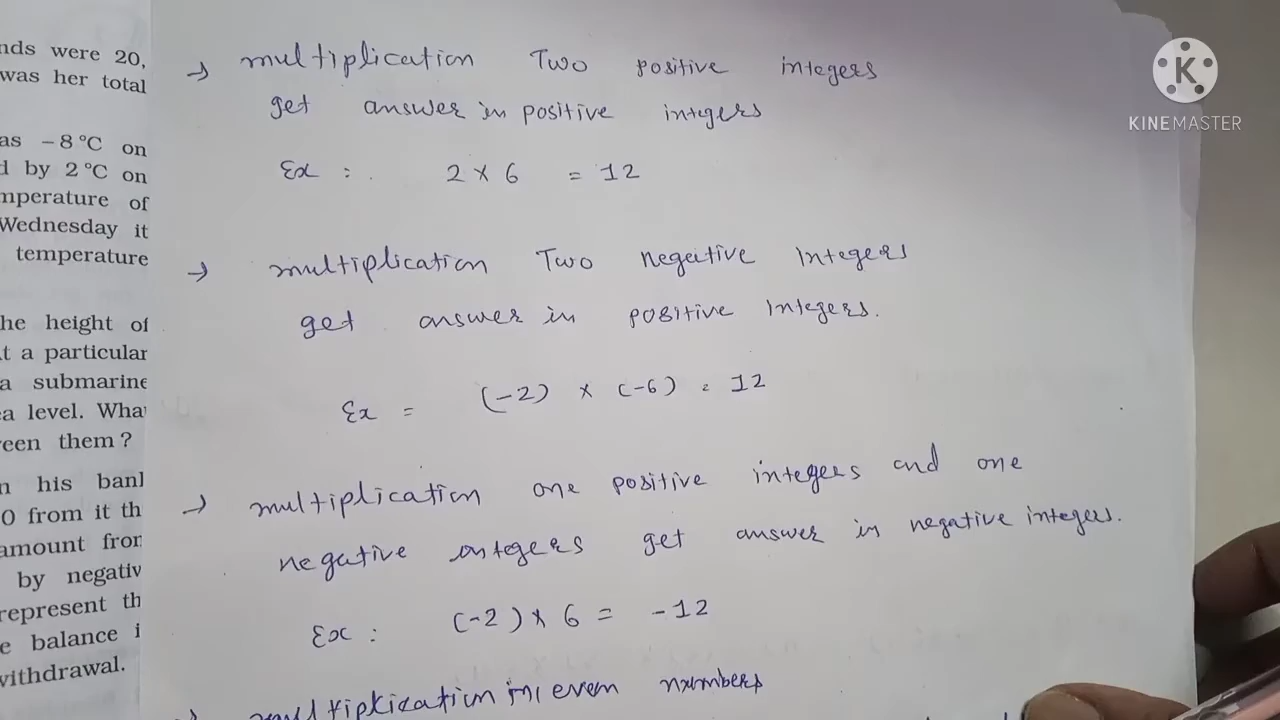 nds were 20,
was her total
as −8°C on
d by 2°C on
mperature of
Wednesday it
temperature
he height of
t a particular
a submarine
ea level. What
een them?
n his bank
0 from it th
amount from
by negativ
represent th
e balance i
withdrawal.
→ multiplication Two positive integers
get answer in positive integers
Ex : 2 × 6 = 12
→ multiplication Two negative Integers
get answer in positive Integers.
Ex = (-2) × (-6) = 12
→ multiplication one positive integers and one
negative integers get answer in negative integers.
Ex : (-2) × 6 = -12
multiplication in even numbers
K
KINEMASTER